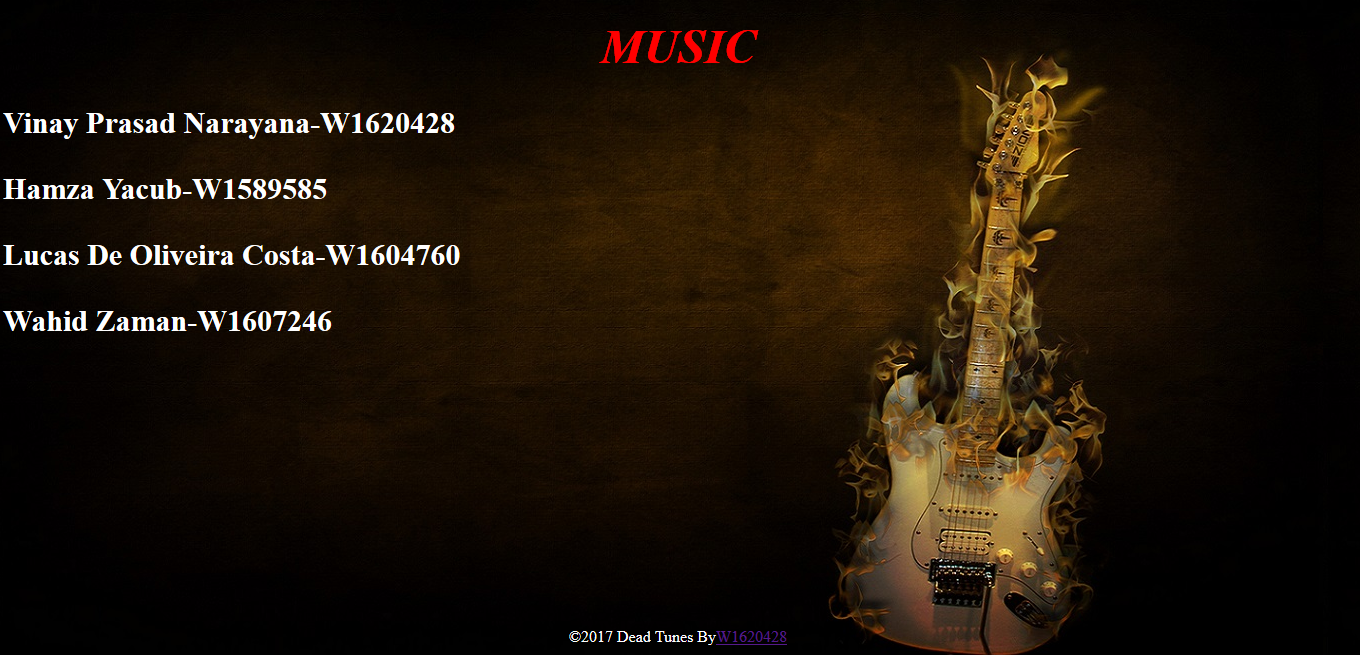 MUSIC
Vinay Prasad Narayana-W1620428
Hamza Yacub-W1589585
Lucas De Oliveira Costa-W1604760
Wahid Zaman-W1607246
©2017 Dead Tunes ByW1620428